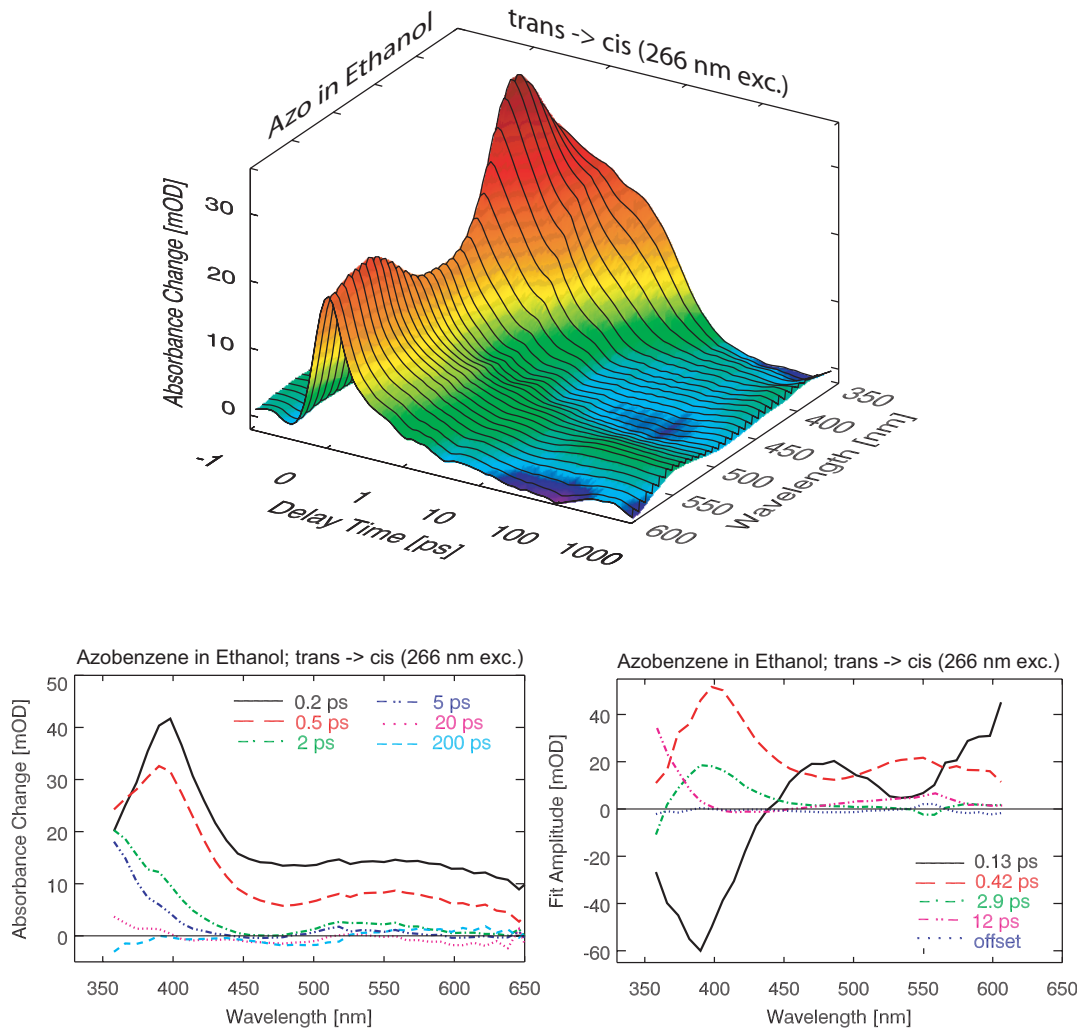 Azo in Ethanol
trans -> cis (266 nm exc.)
Absorbance Change [mOD]
30
20
10
0
-1
0
1
10
100
1000
Delay Time [ps]
350
400
450
500
550
600
Wavelength [nm]
Azobenzene in Ethanol; trans -> cis (266 nm exc.)
Absorbance Change [mOD]
50
40
30
20
10
0
0.2 ps
0.5 ps
2 ps
5 ps
20 ps
200 ps
350 400 450 500 550 600 650
Wavelength [nm]
Azobenzene in Ethanol; trans -> cis (266 nm exc.)
Fit Amplitude [mOD]
40
20
0
-20
-40
-60
0.13 ps
0.42 ps
2.9 ps
12 ps
offset
350 400 450 500 550 600 650
Wavelength [nm]